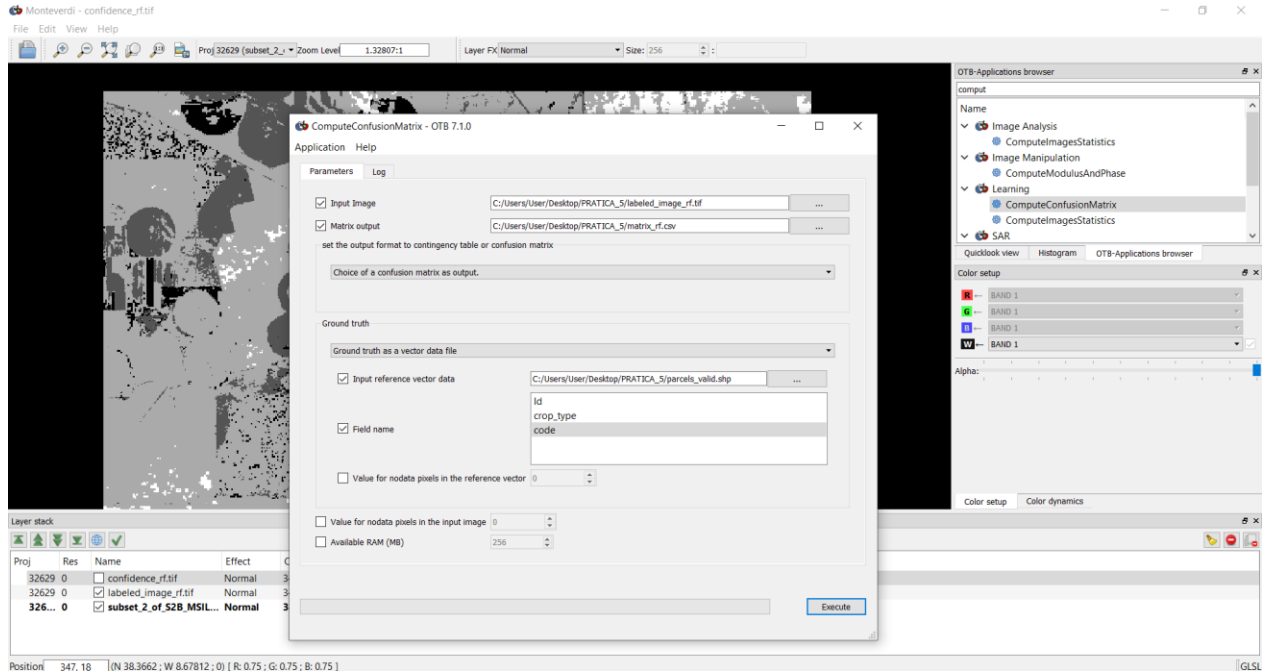 Monteverdi - confidence_rf.tif
File Edit View Help
Proj 32629 (subset_2_ Zoom Level 1.32807:1 Layer FX Normal Size: 256 :
OTB-Applications browser
comput
Name
Image Analysis
ComputeImagesStatistics
Image Manipulation
ComputeModulusAndPhase
Learning
ComputeConfusionMatrix
ComputeImagesStatistics
SAR
Quicklook view Histogram OTB-Applications browser
Color setup
R BAND 1
G BAND 1
B BAND 1
W BAND 1
Alpha:
Color setup Color dynamics
ComputeConfusionMatrix - OTB 7.1.0
Application Help
Parameters Log
Input Image C:/Users/User/Desktop/PRATICA_5/labeled_image_rf.tif ...
Matrix output C:/Users/User/Desktop/PRATICA_5/matrix_rf.csv ...
set the output format to contingency table or confusion matrix
Choice of a confusion matrix as output.
Ground truth
Ground truth as a vector data file
Input reference vector data C:/Users/User/Desktop/PRATICA_5/parcels_valid.shp ...
Id
crop_type
Field name code
Value for nodata pixels in the reference vector 0
Value for nodata pixels in the input image 0
Available RAM (MB) 256
Execute
Layer stack
Proj Res Name Effect
32629 0 confidence_rf.tif Normal
32629 0 labeled_image_rf.tif Normal
326... 0 subset_2_of_S2B_MSIL... Normal
Position 347, 18 (N 38.3662 ; W 8.67812 ; 0) [ R: 0.75 ; G: 0.75 ; B: 0.75 ] GLSL